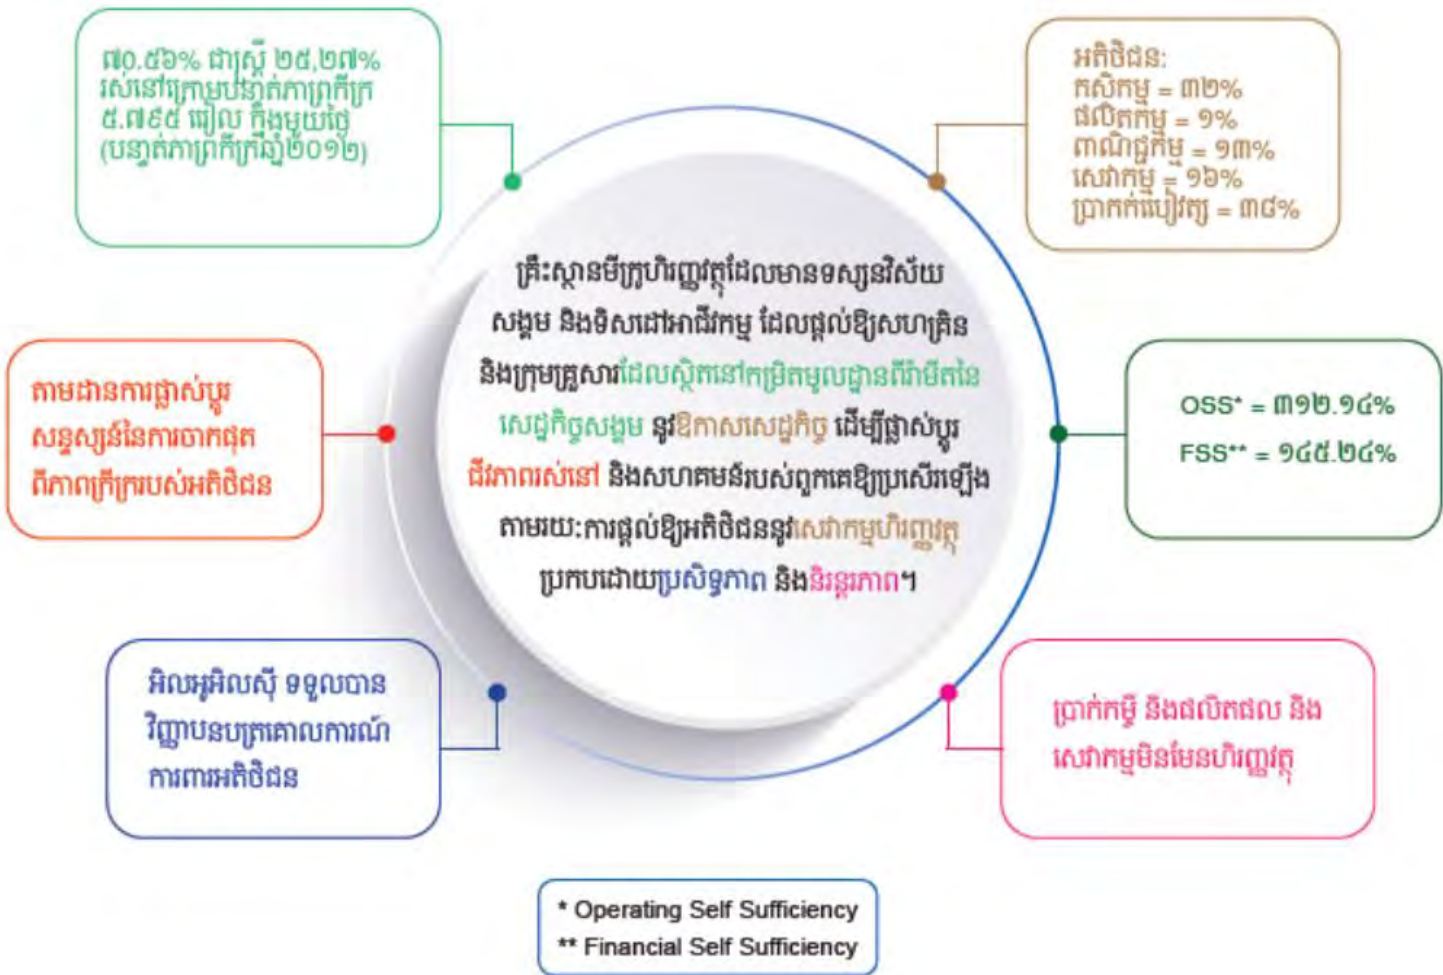 ៧០.៥៦% ជាស្ត្រី ២៥,២៧%
រស់នៅក្រោមបន្ទាត់ភាពក្រីក្រ
៥.៧៩៥ រៀល ក្នុងមួយថ្ងៃ
(បន្ទាត់ភាពក្រីក្រឆ្នាំ២០១២)
អតិថិជន:
កសិកម្ម = ៣២%
ផលិតកម្ម = ១%
ពាណិជ្ជកម្ម = ១៣%
សេវាកម្ម = ១៦%
ប្រាក់បៀវត្ស = ៣៨%
គ្រឹះស្ថានមីក្រូហិរញ្ញវត្ថុដែលមានទស្សនវិស័យ
សង្គម និងទិសដៅអាជីវកម្ម ដែលផ្តល់ឱ្យសហគ្រិន
និងក្រុមគ្រួសារដែលស្ថិតនៅកម្រិតមូលដ្ឋានពីរ៉ាមីតនៃ
សេដ្ឋកិច្ចសង្គម នូវឱកាសសេដ្ឋកិច្ច ដើម្បីផ្លាស់ប្តូរ
ជីវភាពរស់នៅ និងសហគមន៍របស់ពួកគេឱ្យប្រសើរឡើង
តាមរយ:ការផ្តល់ឱ្យអតិថិជននូវសេវាកម្មហិរញ្ញវត្ថុ
ប្រកបដោយប្រសិទ្ធភាព និងនិរន្តរភាព។
តាមដានការផ្លាស់ប្តូរ
សន្ទស្សន៍នៃការចាកផុត
ពីភាពក្រីក្ររបស់អតិថិជន
OSS* = ៣១២.១៤%
FSS** = ១៤៥.២៤%
អិលអូអិលស៊ី ទទួលបាន
វិញ្ញាបនបត្រគោលការណ៍
ការពារអតិថិជន
ប្រាក់កម្ចី និងផលិតផល និង
សេវាកម្មមិនមែនហិរញ្ញវត្ថុ
* Operating Self Sufficiency
** Financial Self Sufficiency